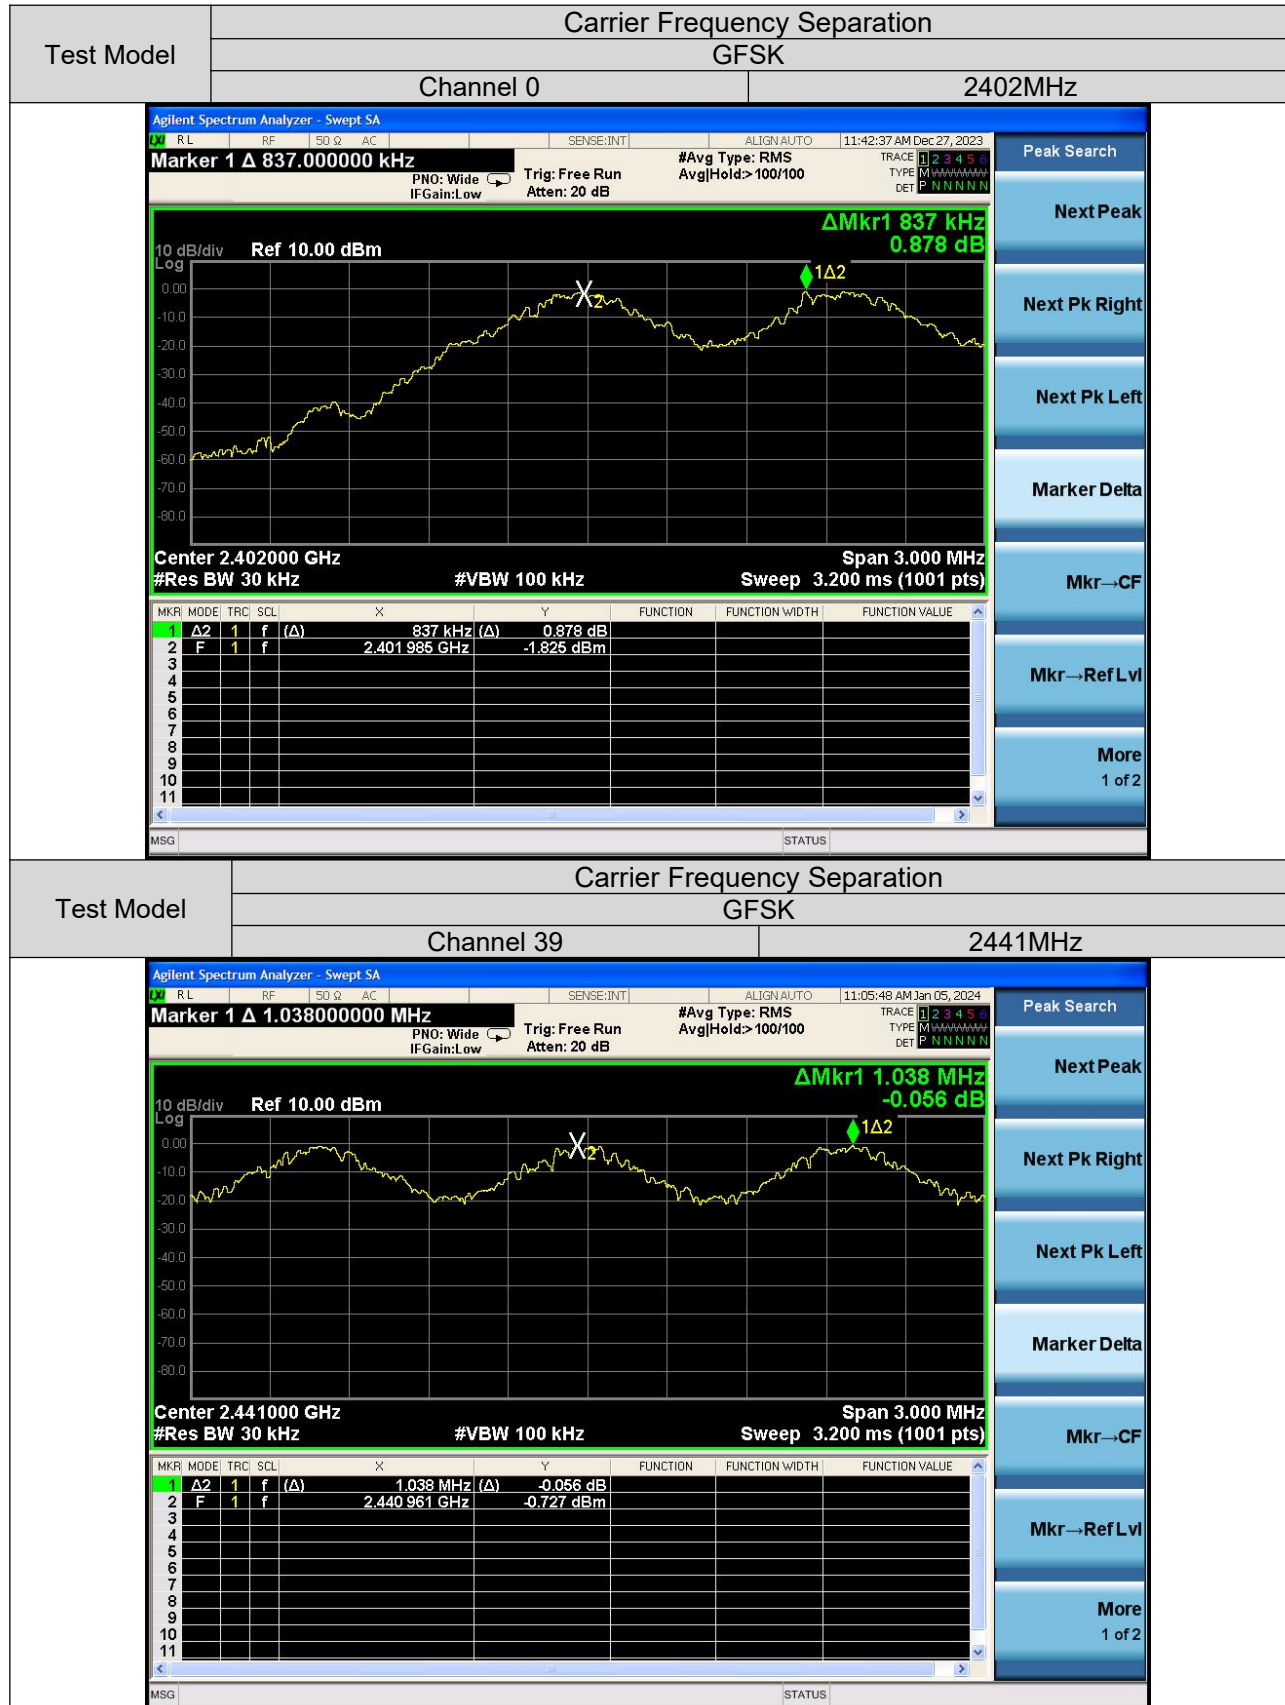 Test Model
Carrier Frequency Separation
GFSK
Channel 0 2402MHz
Agilent Spectrum Analyzer - Swept SA
LXI RL RF 50 Ω AC SENSE:INT ALIGN AUTO 11:42:37 AM Dec 27, 2023
Marker 1 Δ 837.000000 kHz
PNO: Wide
IFGain:Low
Trig: Free Run
Atten: 20 dB
#Avg Type: RMS
Avg|Hold:>100/100
TRACE 1 2 3 4 5 6
TYPE M
DET P N N N N N
Peak Search
Next Peak
Next Pk Right
Next Pk Left
Marker Delta
Mkr→CF
Mkr→Ref Lvl
More
1 of 2
ΔMkr1 837 kHz
0.878 dB
10 dB/div Ref 10.00 dBm
Log
1Δ2
0.00
2
-10.0
-20.0
-30.0
-40.0
-50.0
-60.0
-70.0
-80.0
Center 2.402000 GHz Span 3.000 MHz
#Res BW 30 kHz #VBW 100 kHz Sweep 3.200 ms (1001 pts)
MKR MODE TRC SCL X Y FUNCTION FUNCTION WIDTH FUNCTION VALUE
1 Δ2 1 f (Δ) 837 kHz (Δ) 0.878 dB
2 F 1 f 2.401 985 GHz -1.825 dBm
3
4
5
6
7
8
9
10
11
MSG STATUS
Test Model
Carrier Frequency Separation
GFSK
Channel 39 2441MHz
Agilent Spectrum Analyzer - Swept SA
LXI RL RF 50 Ω AC SENSE:INT ALIGN AUTO 11:05:48 AM Jan 05, 2024
Marker 1 Δ 1.038000000 MHz
PNO: Wide
IFGain:Low
Trig: Free Run
Atten: 20 dB
#Avg Type: RMS
Avg|Hold:>100/100
TRACE 1 2 3 4 5 6
TYPE M
DET P N N N N N
Peak Search
Next Peak
Next Pk Right
Next Pk Left
Marker Delta
Mkr→CF
Mkr→Ref Lvl
More
1 of 2
ΔMkr1 1.038 MHz
-0.056 dB
10 dB/div Ref 10.00 dBm
Log
1Δ2
0.00
2
-10.0
-20.0
-30.0
-40.0
-50.0
-60.0
-70.0
-80.0
Center 2.441000 GHz Span 3.000 MHz
#Res BW 30 kHz #VBW 100 kHz Sweep 3.200 ms (1001 pts)
MKR MODE TRC SCL X Y FUNCTION FUNCTION WIDTH FUNCTION VALUE
1 Δ2 1 f (Δ) 1.038 MHz (Δ) -0.056 dB
2 F 1 f 2.440 961 GHz -0.727 dBm
3
4
5
6
7
8
9
10
11
MSG STATUS